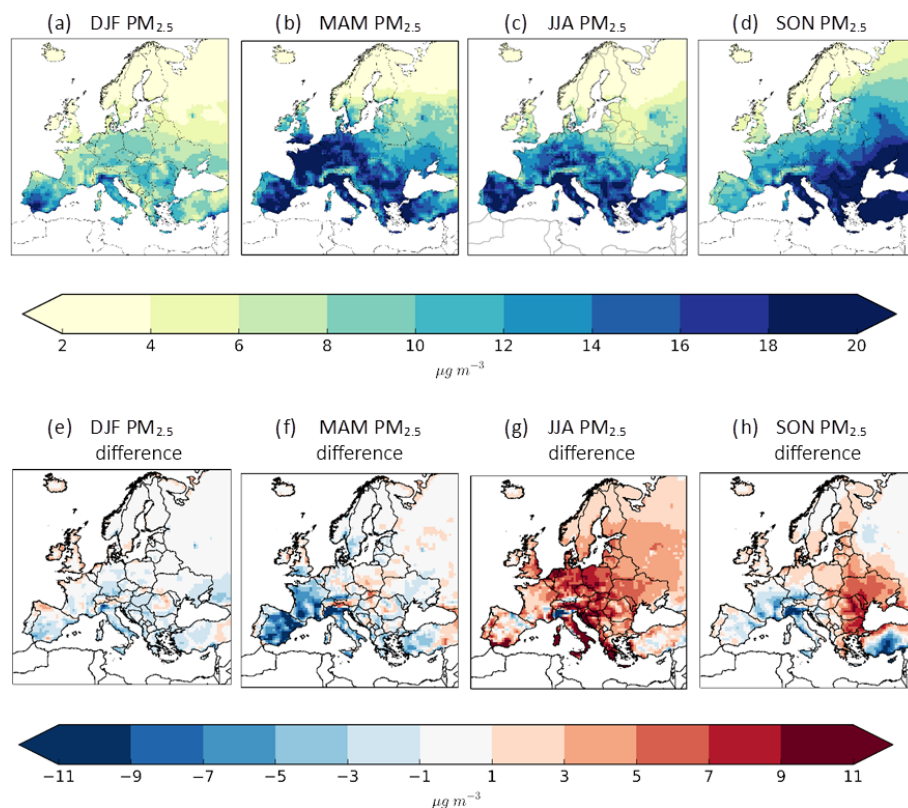 (a) DJF PM₂.₅ (b) MAM PM₂.₅ (c) JJA PM₂.₅ (d) SON PM₂.₅
2 4 6 8 10 12 14 16 18 20
μg m⁻³
(e) DJF PM₂.₅ (f) MAM PM₂.₅ (g) JJA PM₂.₅ (h) SON PM₂.₅
difference difference difference difference
−11 −9 −7 −5 −3 −1 1 3 5 7 9 11
μg m⁻³